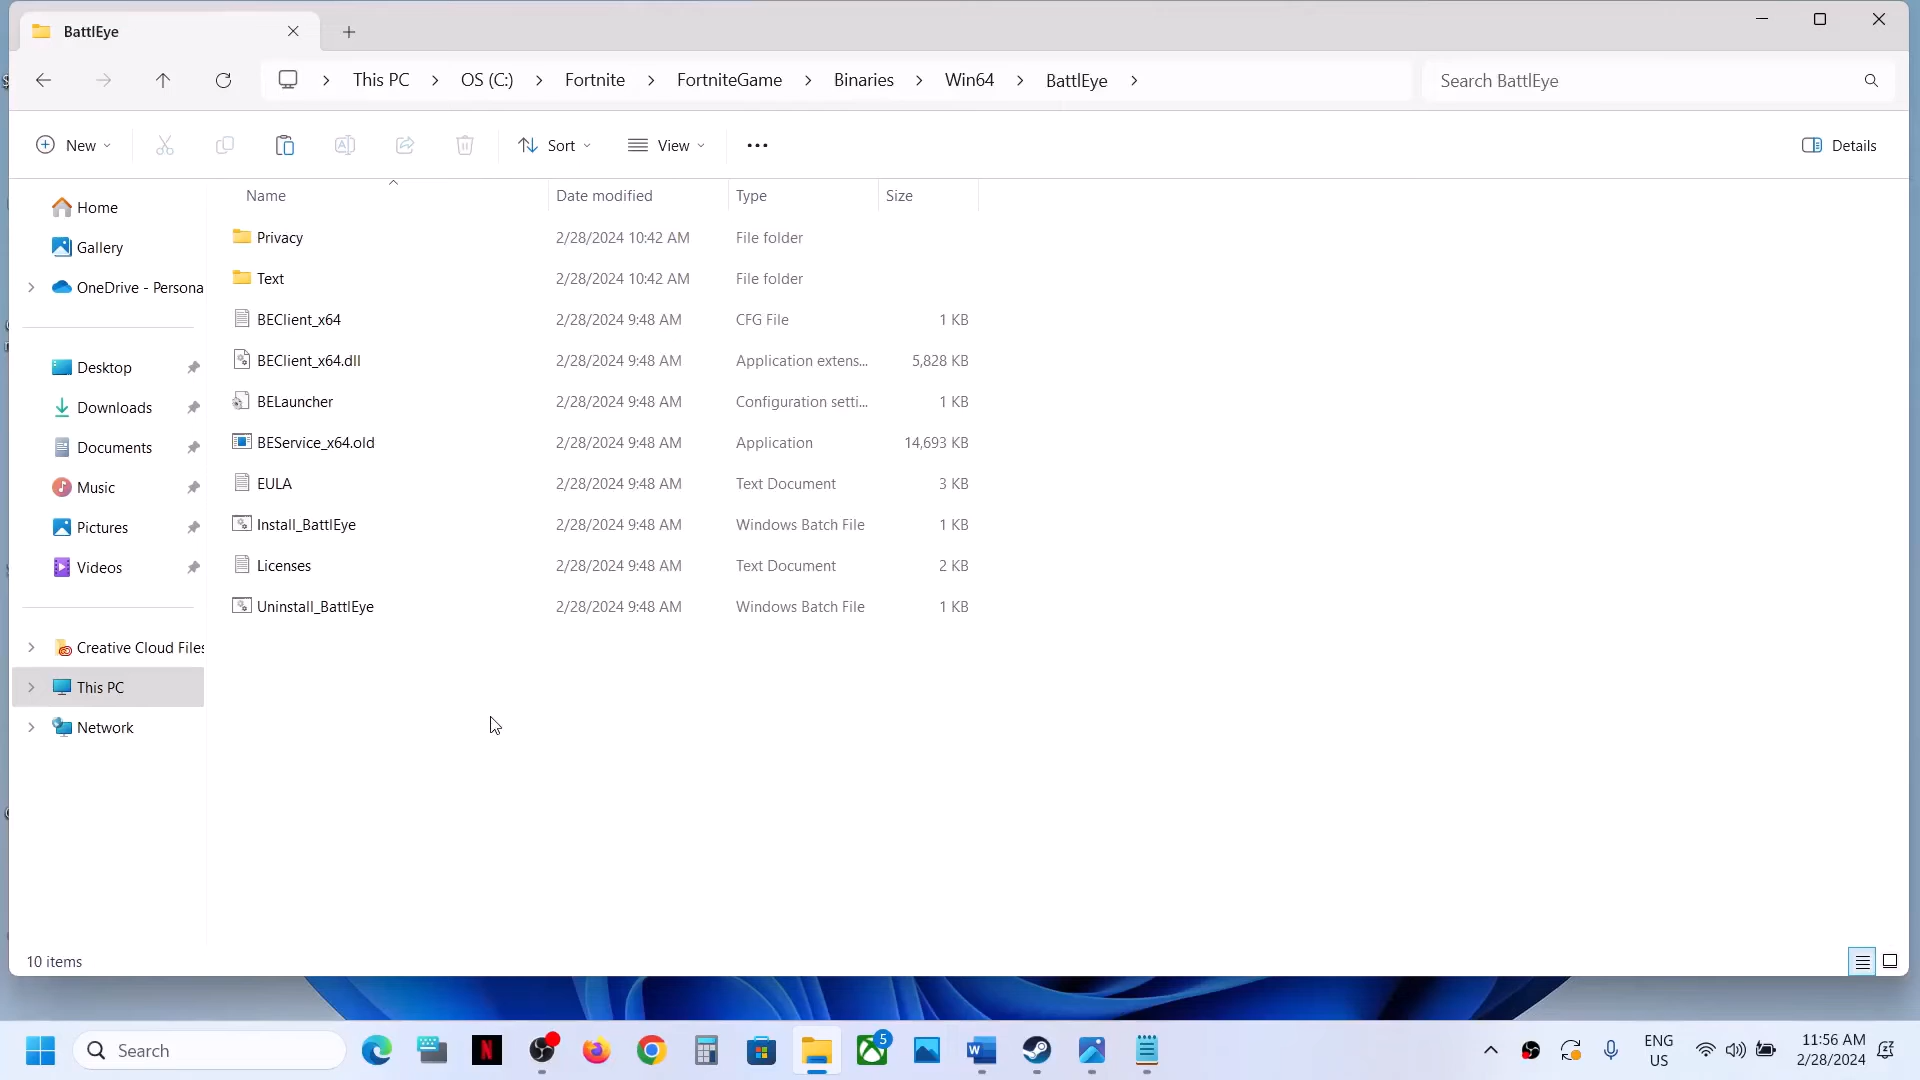 BattlEye
This PC
OS (C:)
Fortnite
FortniteGame
Binaries
Win64
BattlEye
Search BattlEye
New
Sort
View
Details
Name
Date modified
Type
Size
Home
Gallery
OneDrive - Persona
Desktop
Downloads
Documents
Music
Pictures
Videos
Creative Cloud Files
This PC
Network
Privacy 2/28/2024 10:42 AM File folder
Text 2/28/2024 10:42 AM File folder
BEClient_x64 2/28/2024 9:48 AM CFG File 1 KB
BEClient_x64.dll 2/28/2024 9:48 AM Application extens... 5,828 KB
BELauncher 2/28/2024 9:48 AM Configuration setti... 1 KB
BEService_x64.old 2/28/2024 9:48 AM Application 14,693 KB
EULA 2/28/2024 9:48 AM Text Document 3 KB
Install_BattlEye 2/28/2024 9:48 AM Windows Batch File 1 KB
Licenses 2/28/2024 9:48 AM Text Document 2 KB
Uninstall_BattlEye 2/28/2024 9:48 AM Windows Batch File 1 KB
10 items
Search
5
ENG
US
11:56 AM
2/28/2024